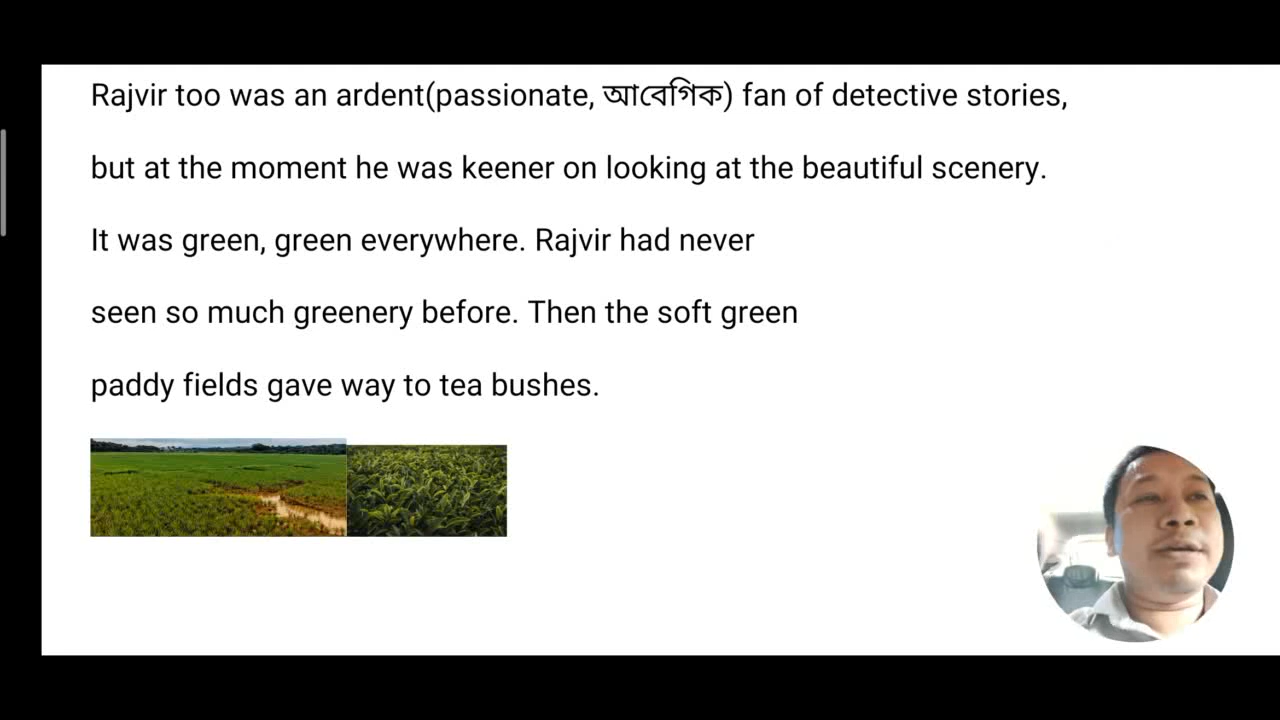 Rajvir too was an ardent(passionate, আবেগিক) fan of detective stories,
but at the moment he was keener on looking at the beautiful scenery.
It was green, green everywhere. Rajvir had never
seen so much greenery before. Then the soft green
paddy fields gave way to tea bushes.